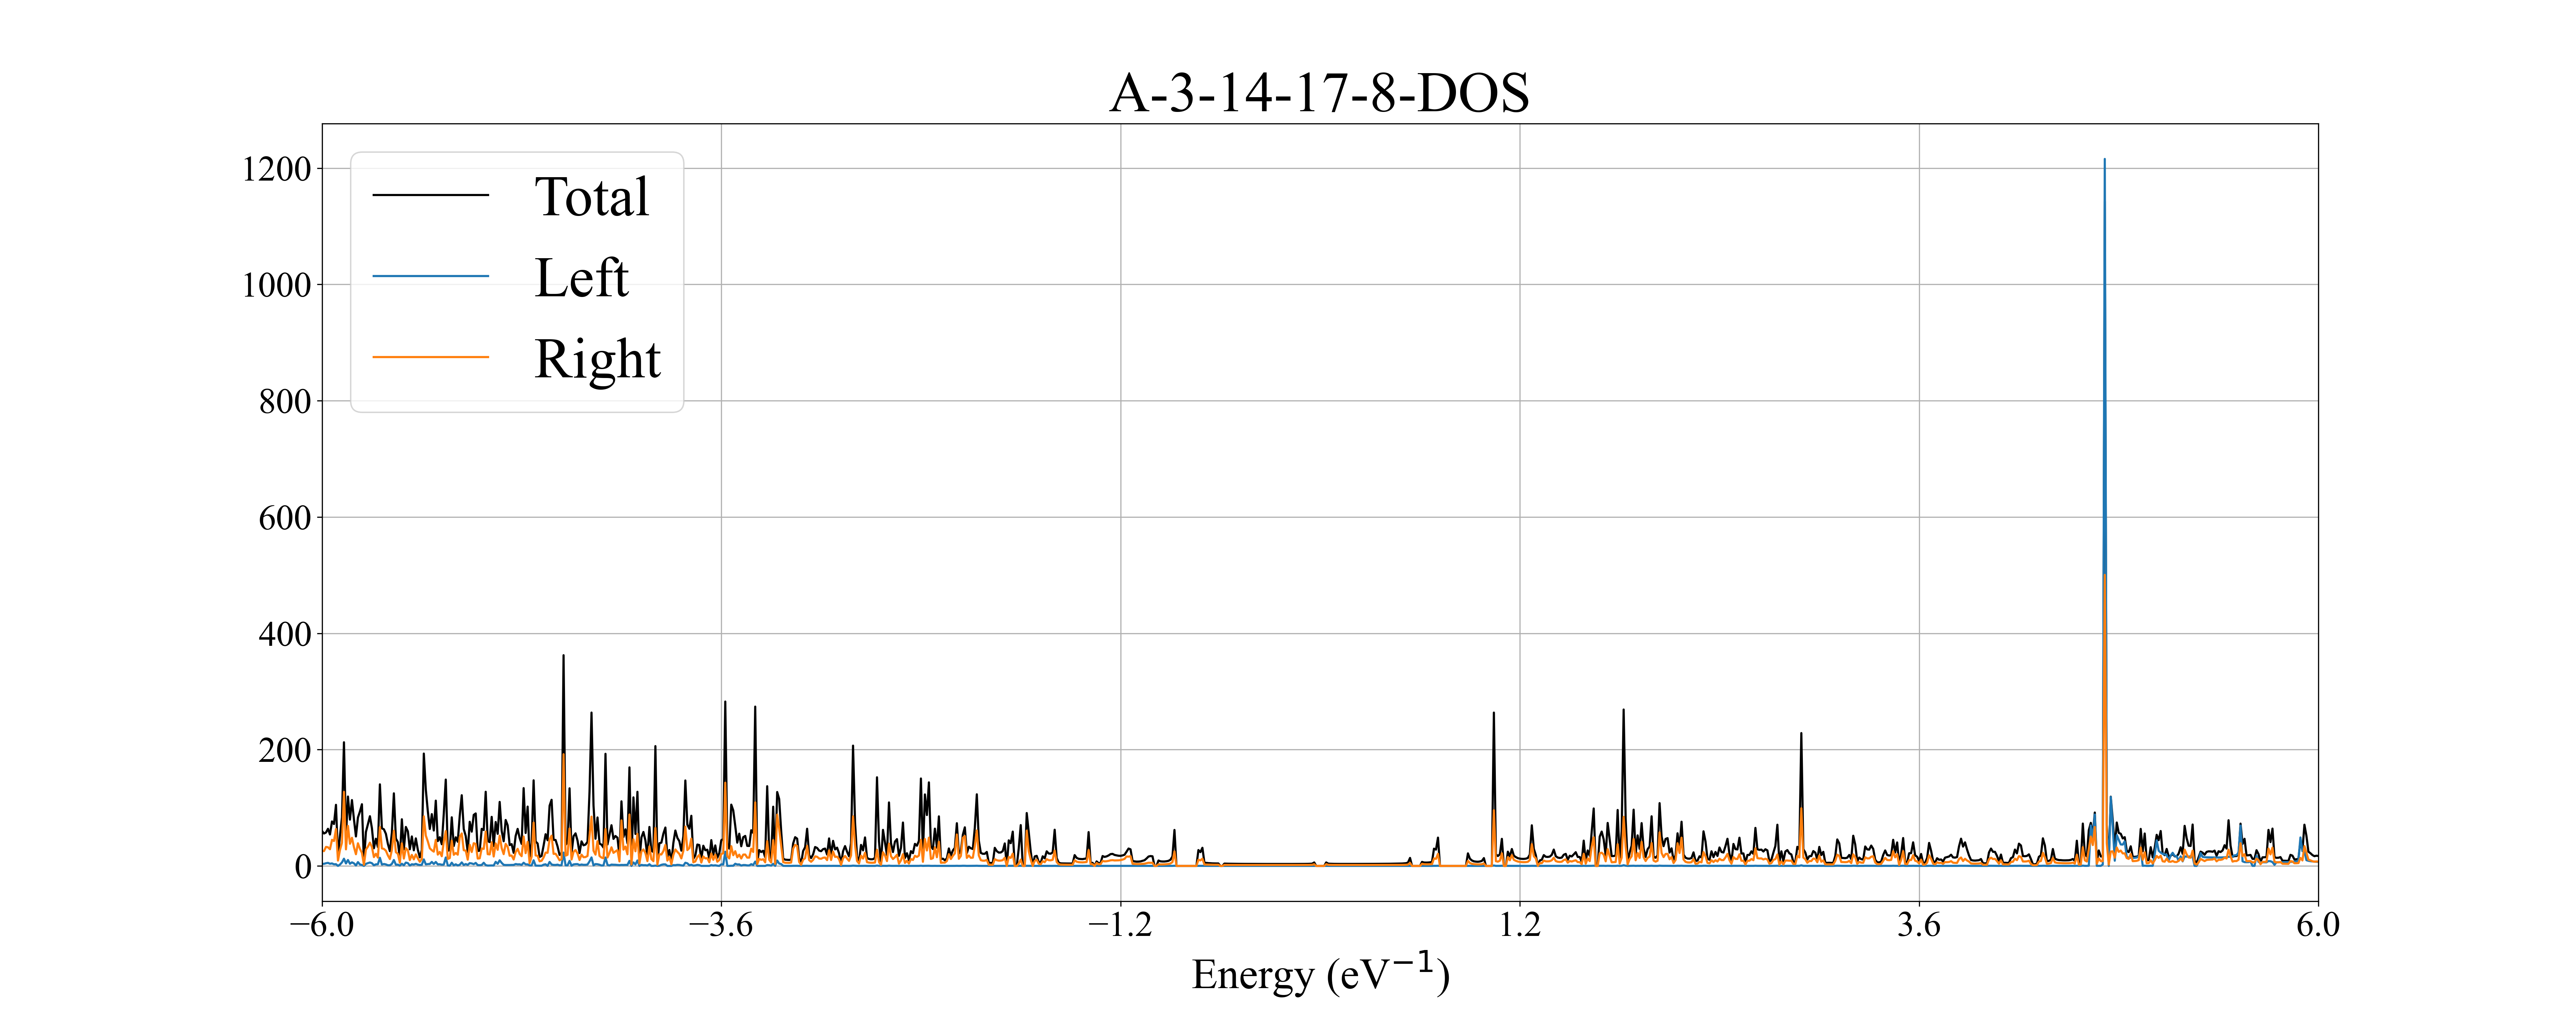 A-3-14-17-8-DOS
Total
Left
Right
1200
1000
800
600
400
200
0
−6.0 −3.6 −1.2 1.2 3.6 6.0
Energy (eV⁻¹)